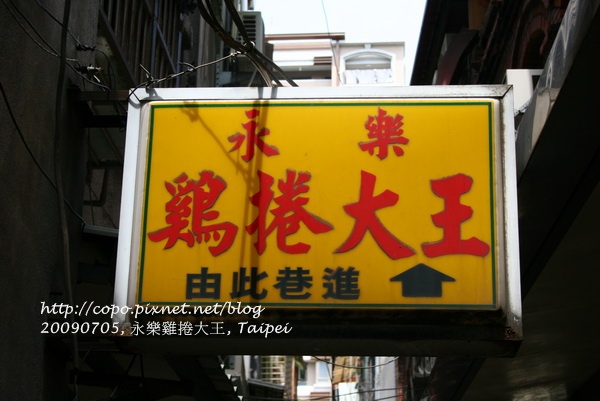 永樂
鷄捲大王
由此巷進
http://copo.pixnet.net/blog
20090705, 永樂雞捲大王, Taipei